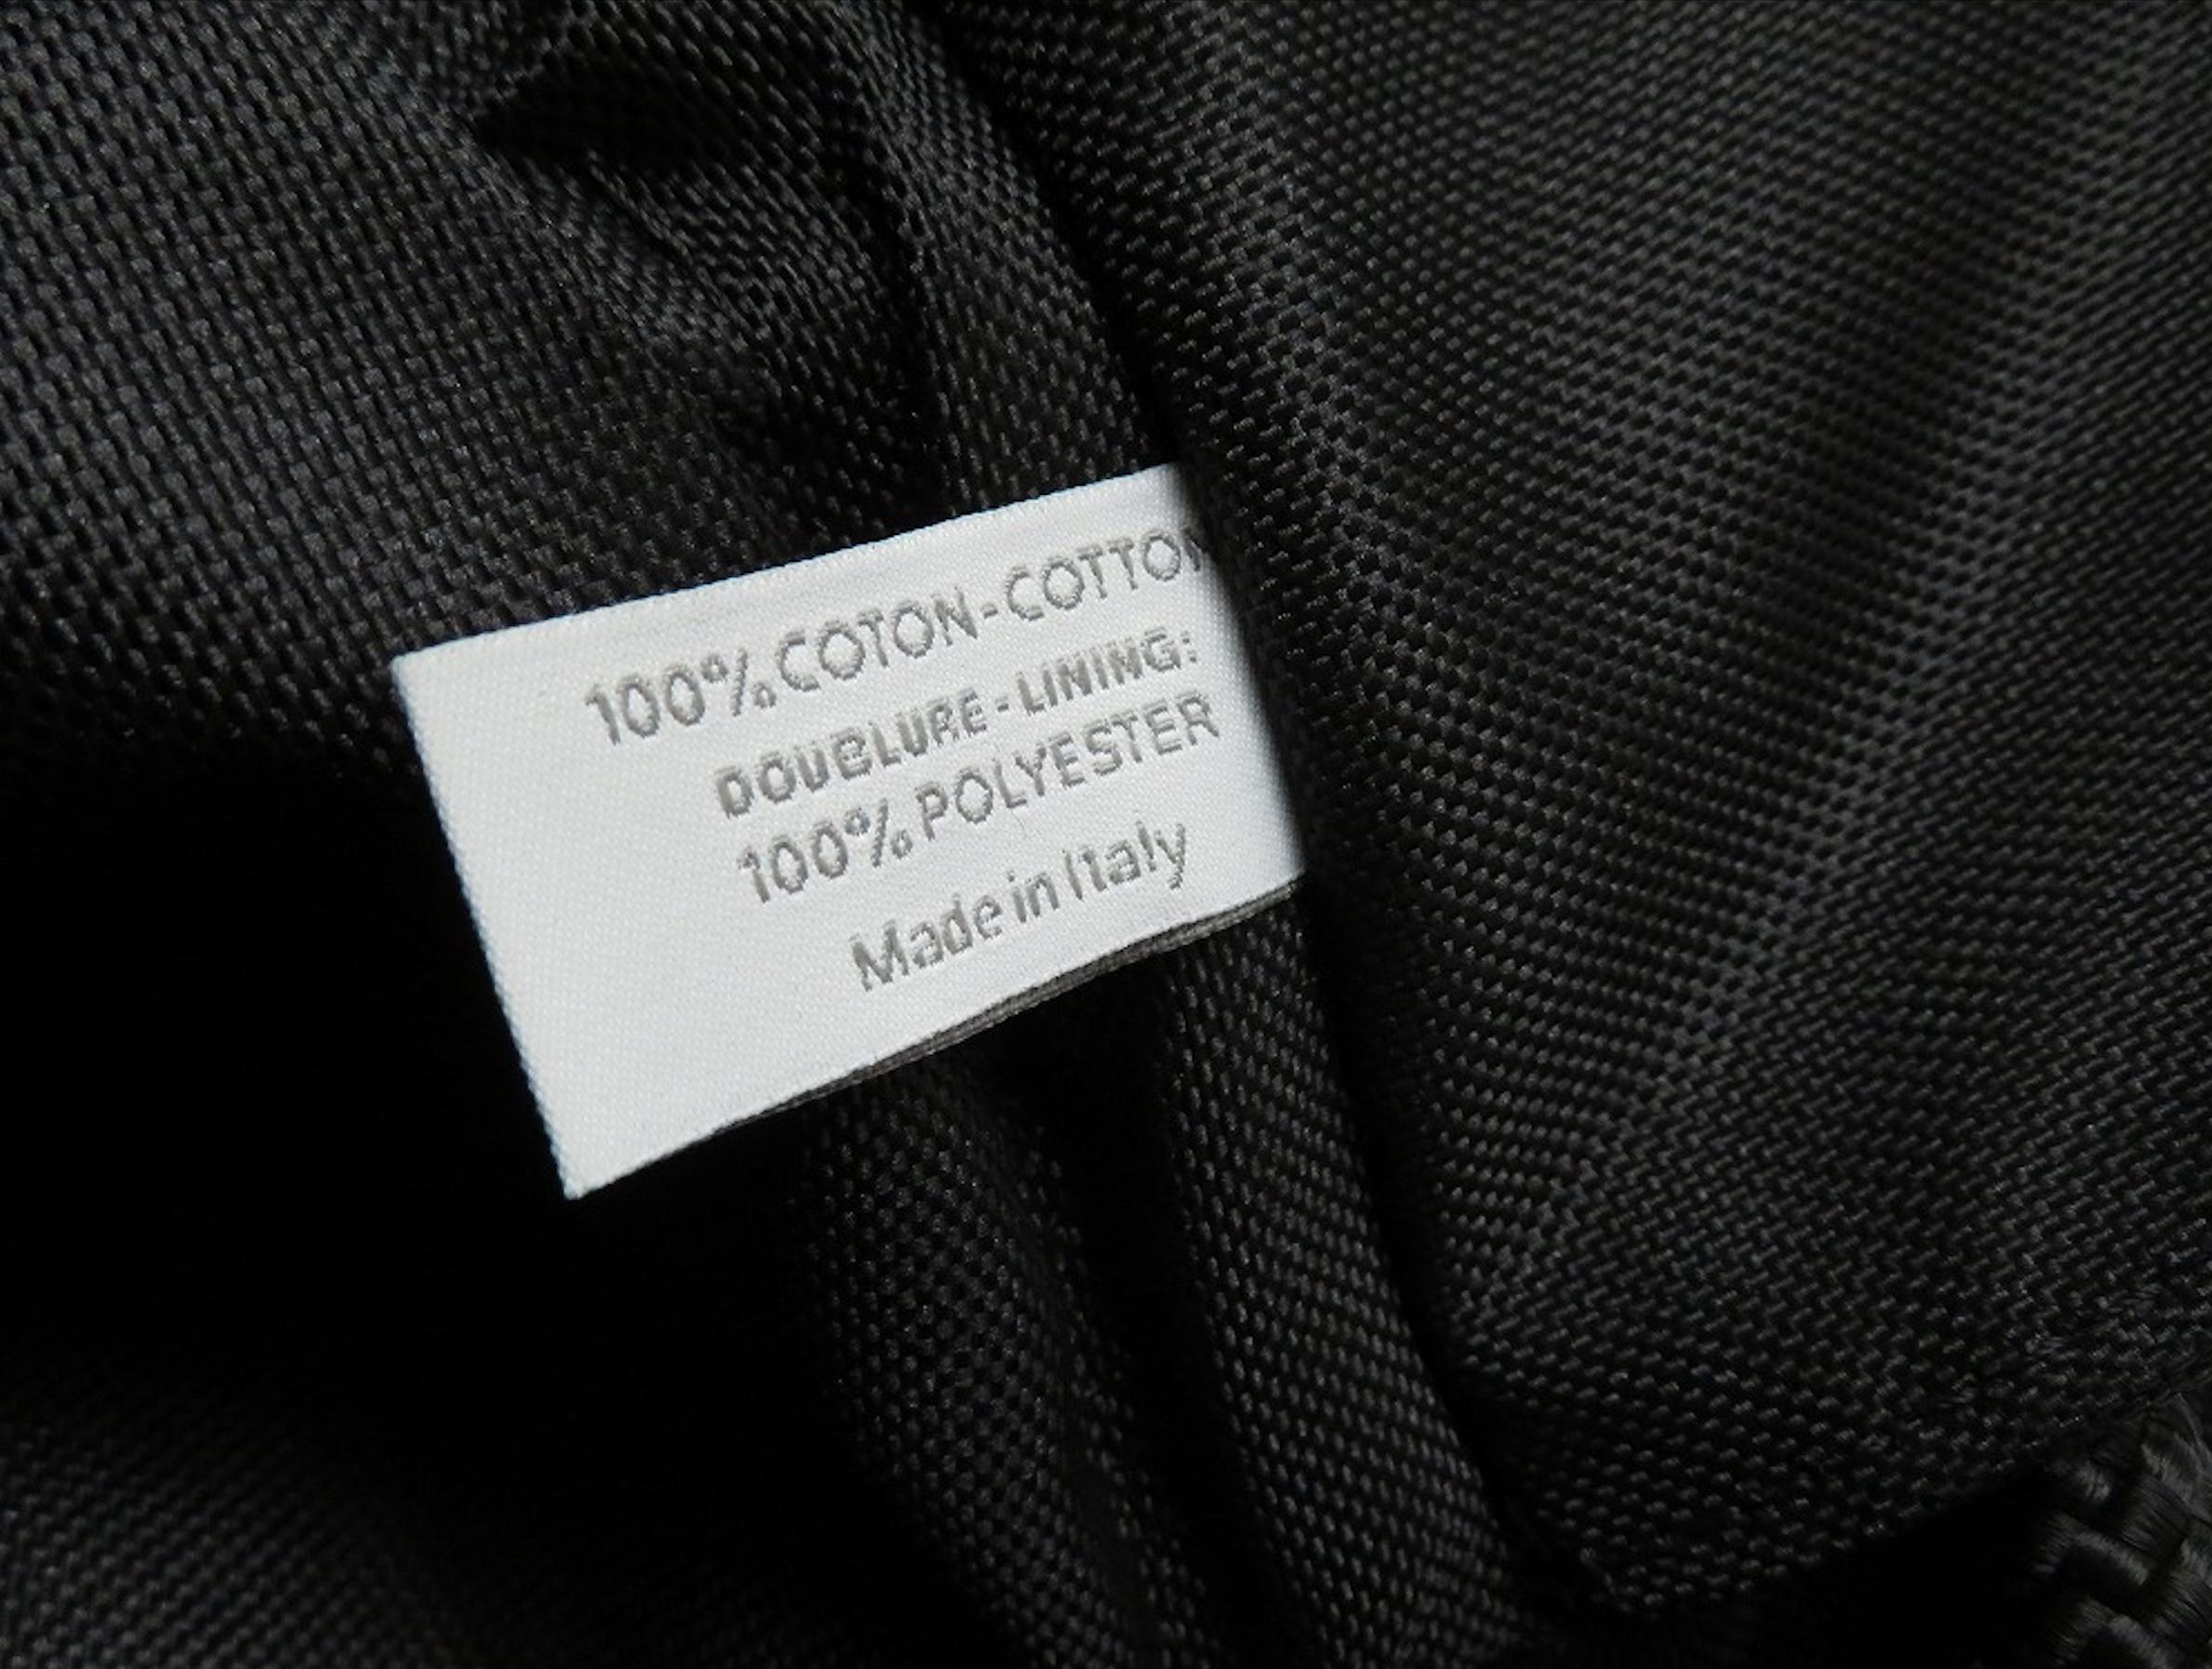 100% COTON - COTTON
DOUBLURE - LINING:
100% POLYESTER
Made in Italy